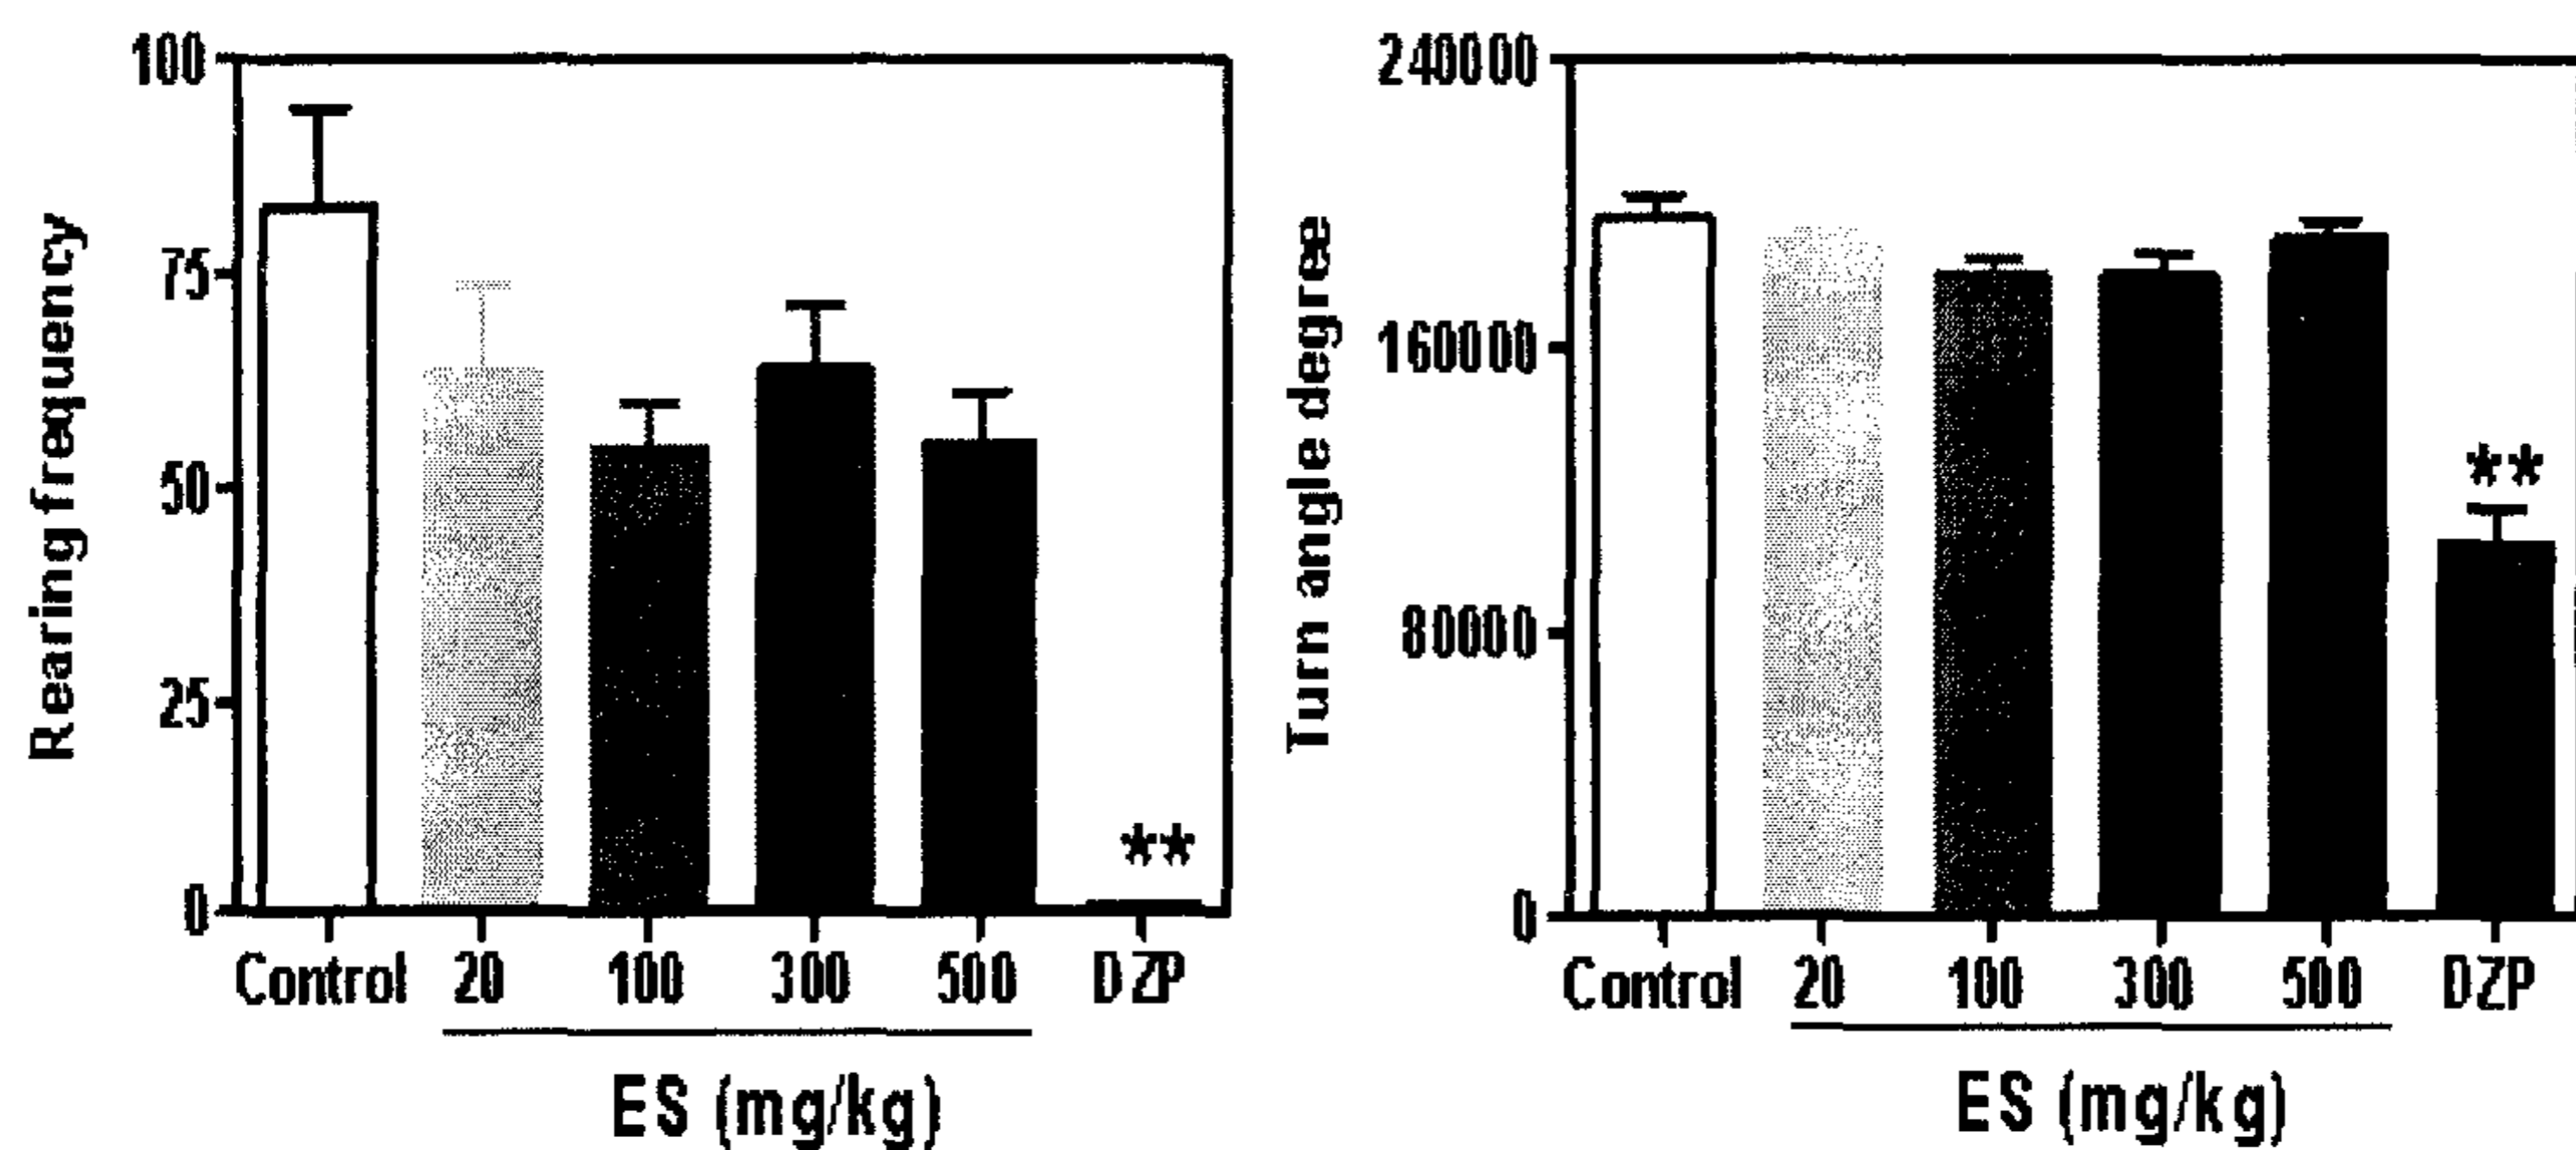 Rearing frequency
100
75
50
25
0
Control 20 100 300 500 DZP
ES (mg/kg)
**
Turn angle degree
240000
160000
80000
0
Control 20 100 300 500 DZP
ES (mg/kg)
**